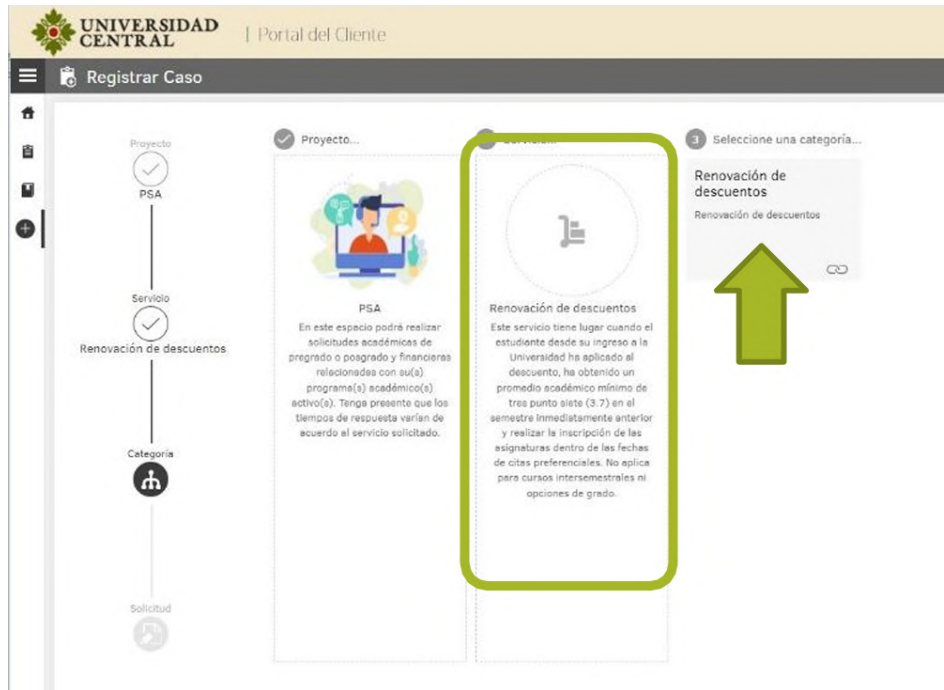 UNIVERSIDAD
CENTRAL
Portal del Cliente
Registrar Caso
Proyecto
PSA
Servicio
Renovación de descuentos
Categoría
Solicitud
Proyecto...
PSA
En este espacio podrá realizar
solicitudes académicas de
pregrado o posgrado y financieras
relacionadas con su(s)
programa(s) académico(s)
activo(s). Tenga presente que los
tiempos de respuesta varían de
acuerdo al servicio solicitado.
Renovación de descuentos
Este servicio tiene lugar cuando el
estudiante desde su ingreso a la
Universidad ha aplicado al
descuento, ha obtenido un
promedio académico mínimo de
tres punto siete (3.7) en el
semestre inmediatamente anterior
y realizar la inscripción de las
asignaturas dentro de las fechas
de citas preferenciales. No aplica
para cursos intersemestrales ni
opciones de grado.
3 Seleccione una categoría...
Renovación de
descuentos
Renovación de descuentos